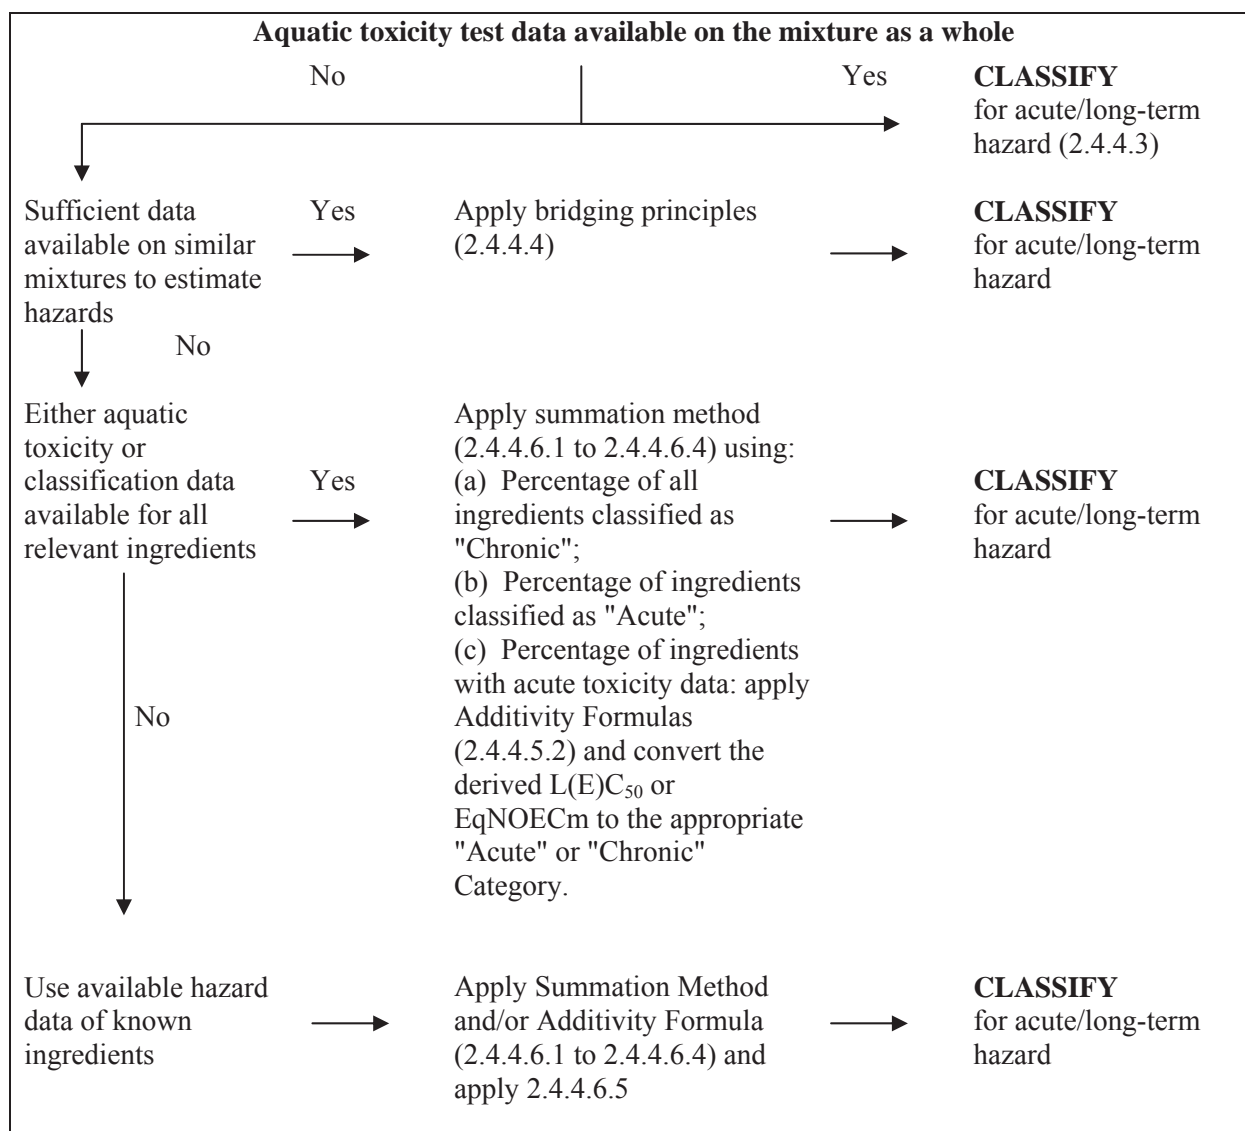 Aquatic toxicity test data available on the mixture as a whole
No
Yes
CLASSIFY
for acute/long-term
hazard (2.4.4.3)
Sufficient data
available on similar
mixtures to estimate
hazards
Yes
Apply bridging principles
(2.4.4.4)
CLASSIFY
for acute/long-term
hazard
No
Either aquatic
toxicity or
classification data
available for all
relevant ingredients
Yes
Apply summation method
(2.4.4.6.1 to 2.4.4.6.4) using:
(a) Percentage of all
ingredients classified as
"Chronic";
(b) Percentage of ingredients
classified as "Acute";
(c) Percentage of ingredients
with acute toxicity data: apply
Additivity Formulas
(2.4.4.5.2) and convert the
derived L(E)C₅₀ or
EqNOECm to the appropriate
"Acute" or "Chronic"
Category.
CLASSIFY
for acute/long-term
hazard
No
Use available hazard
data of known
ingredients
Apply Summation Method
and/or Additivity Formula
(2.4.4.6.1 to 2.4.4.6.4) and
apply 2.4.4.6.5
CLASSIFY
for acute/long-term
hazard